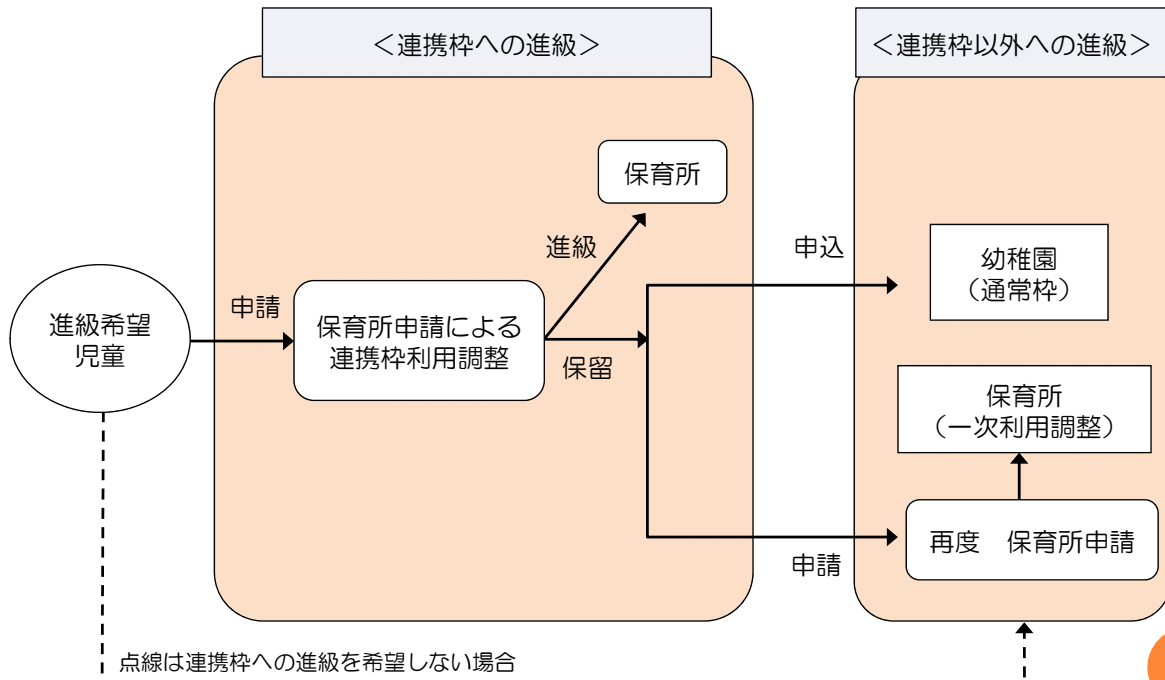 ＜連携枠への進級＞
＜連携枠以外への進級＞
保育所
進級
申込
幼稚園
（通常枠）
進級希望
児童
申請
保育所申請による
連携枠利用調整
保留
保育所
（一次利用調整）
再度　保育所申請
申請
点線は連携枠への進級を希望しない場合